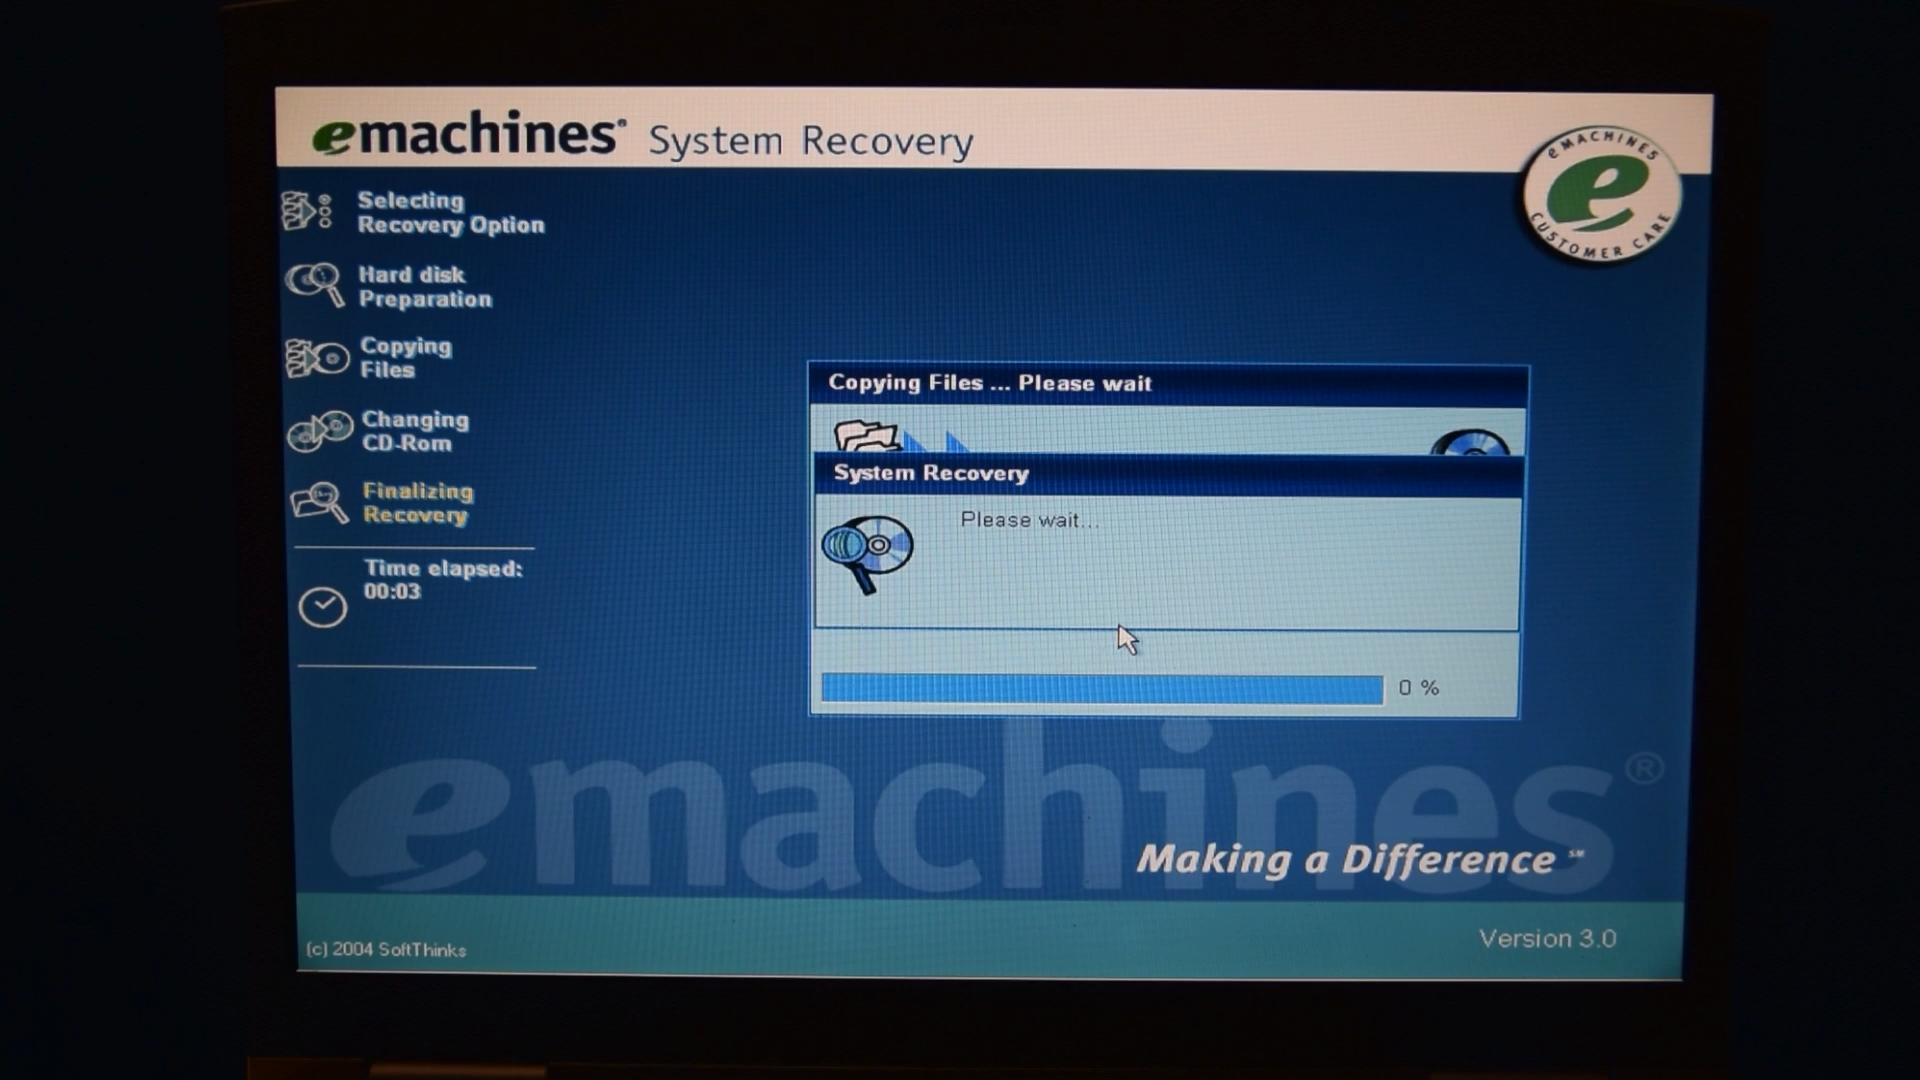 emachines® System Recovery
eMACHINES
e
CUSTOMER CARE
Selecting
Recovery Option
Hard disk
Preparation
Copying
Files
Changing
CD-Rom
Finalizing
Recovery
Time elapsed:
00:03
Copying Files ... Please wait
System Recovery
Please wait...
0 %
emachines®
Making a Difference℠
(c) 2004 SoftThinks
Version 3.0